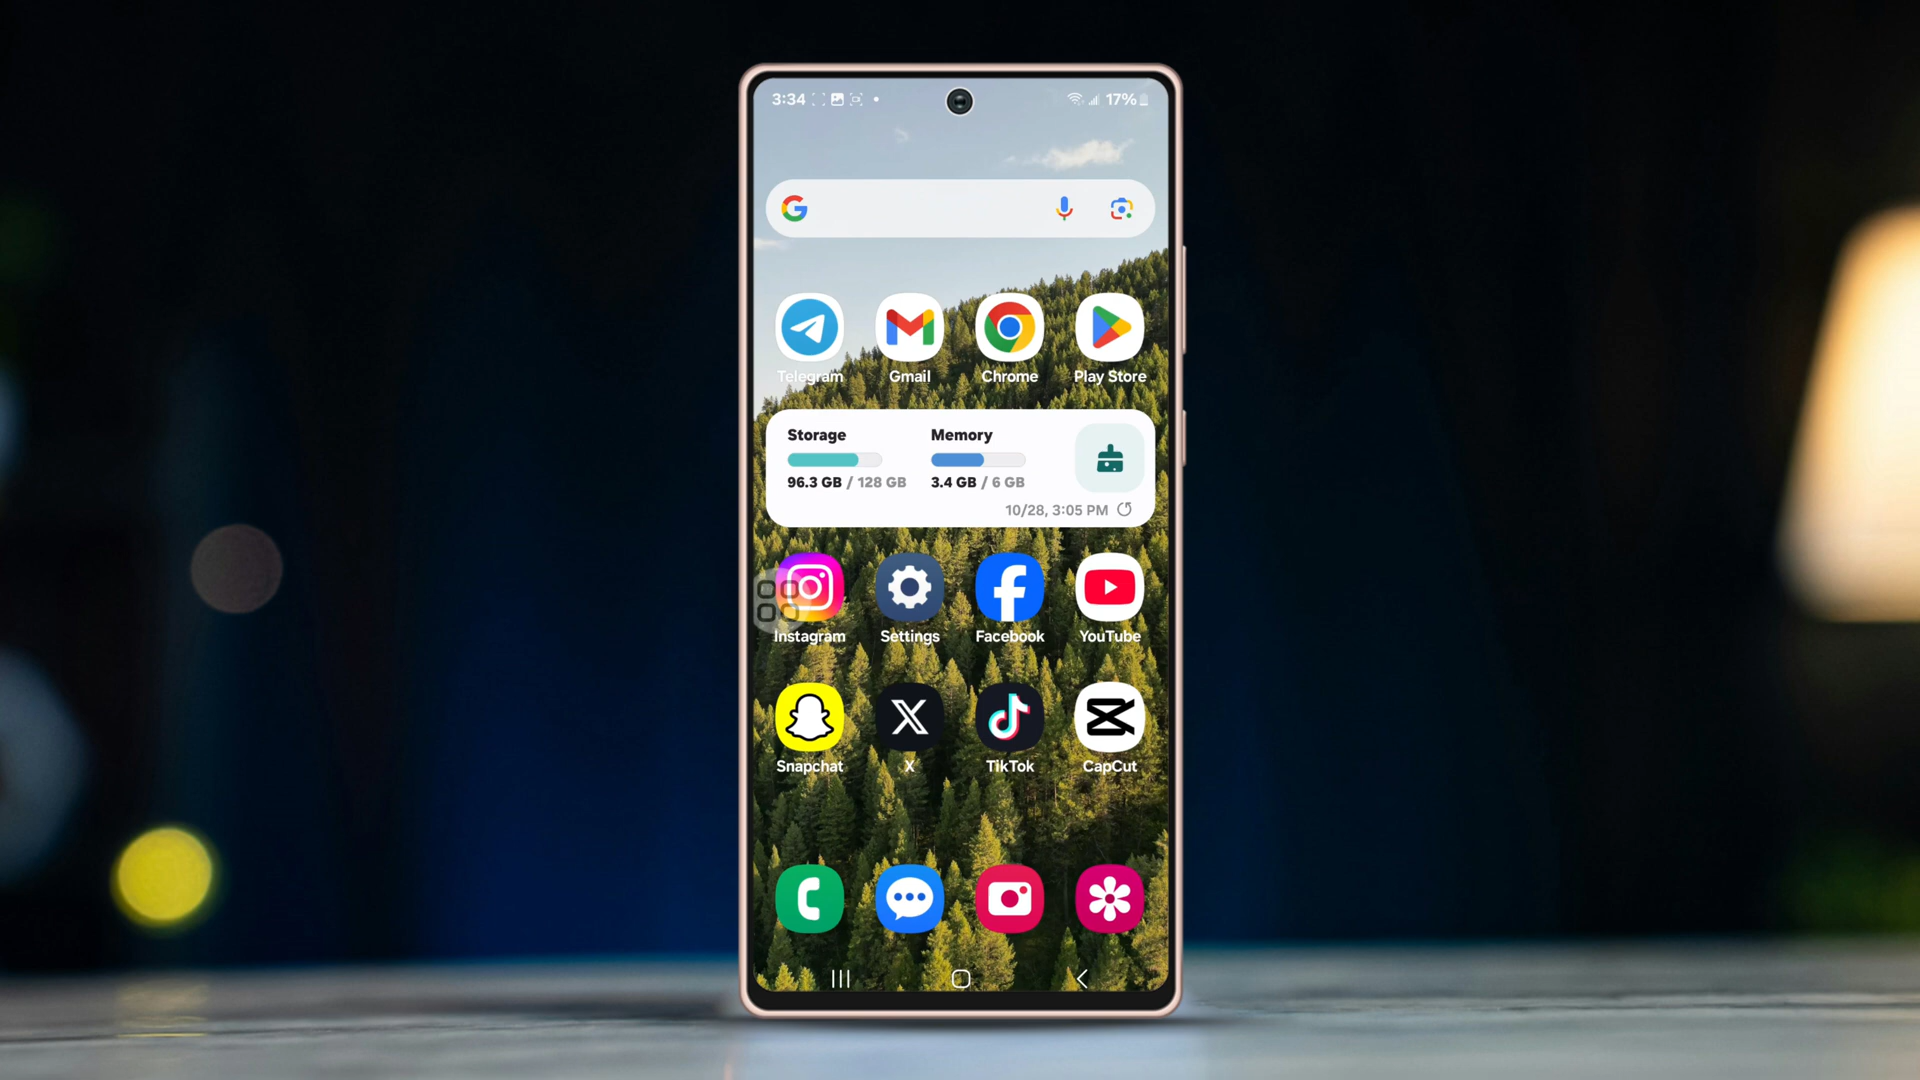 3:34 17%
Telegram Gmail Chrome Play Store
Storage Memory
96.3 GB / 128 GB 3.4 GB / 6 GB
10/28, 3:05 PM
Instagram Settings Facebook YouTube
Snapchat X TikTok CapCut